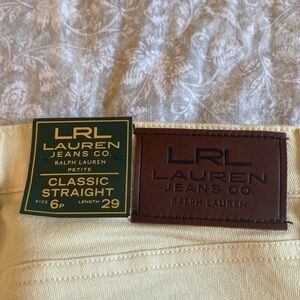 LRL
LAUREN
JEANS CO.
RALPH LAUREN
PETITE
CLASSIC
STRAIGHT
SIZE 6P LENGTH 29
LRL
LAUREN
JEANS CO.
RALPH LAUREN